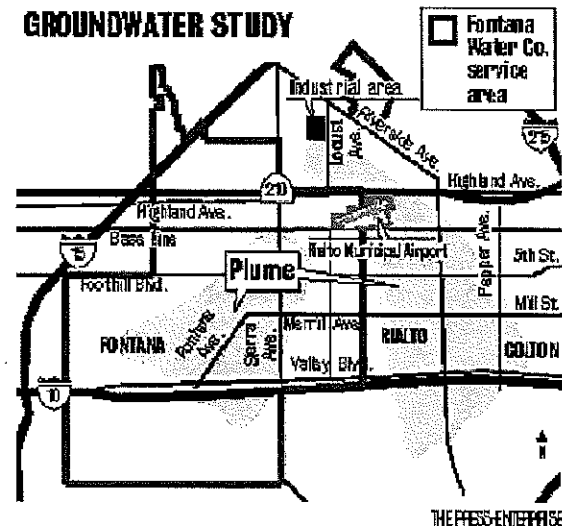 GROUNDWATER STUDY
Fontana
Water Co.
service
area
Industrial area
Locust
Ave.
Riverside Ave.
215
210
Highland Ave.
Highland Ave.
Base Line
15
Rialto Municipal Airport
Pepper Ave.
5th St.
Plume
Foothill Blvd.
Mill St.
Merrill Ave.
FONTANA
Fontana
Ave.
Sierra
Ave.
Valley Blvd.
RIALTO
COLTON
10
N
THE PRESS-ENTERPRISE